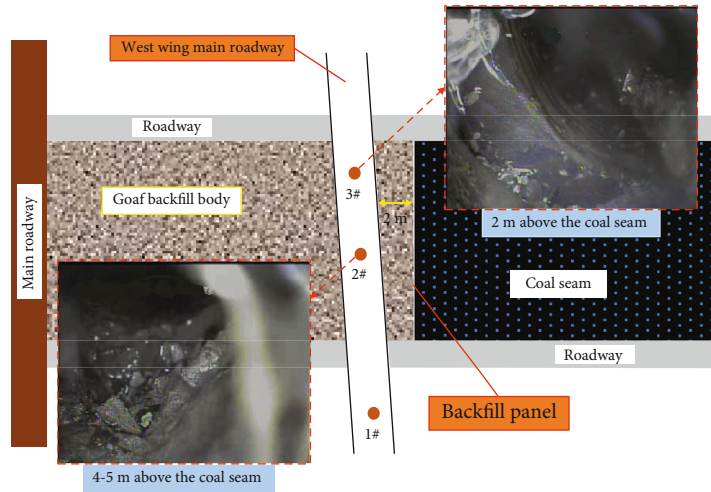 West wing main roadway
Roadway
Main roadway
Goaf backfill body
3#
2 m
2 m above the coal seam
2#
Coal seam
Roadway
Backfill panel
1#
4-5 m above the coal seam